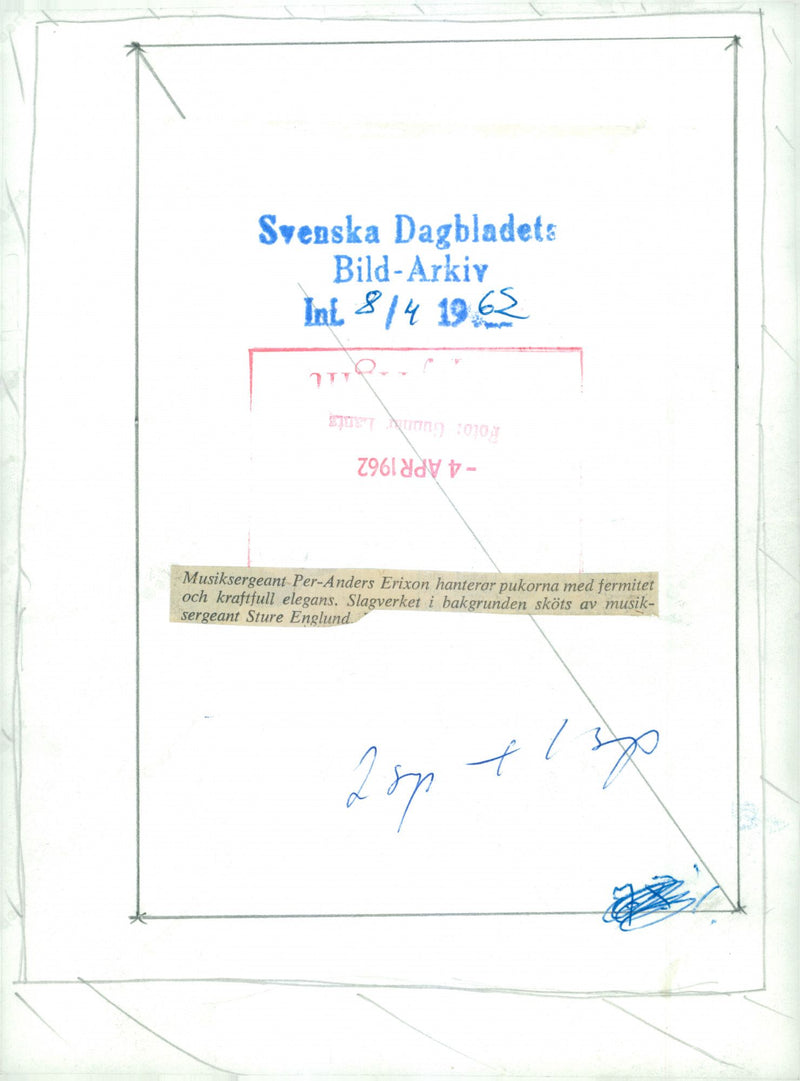 Svenska Dagbladets
Bild-Arkiv
Inf. 8/4 1962
Foto: Gunnar Lantz
-4 APR 1962
Musiksergeant Per-Anders Erixon hanterar pukorna med fermitet
och kraftfull elegans. Slagverket i bakgrunden sköts av musik-
sergeant Sture Englund.
2 sp + 1 sp